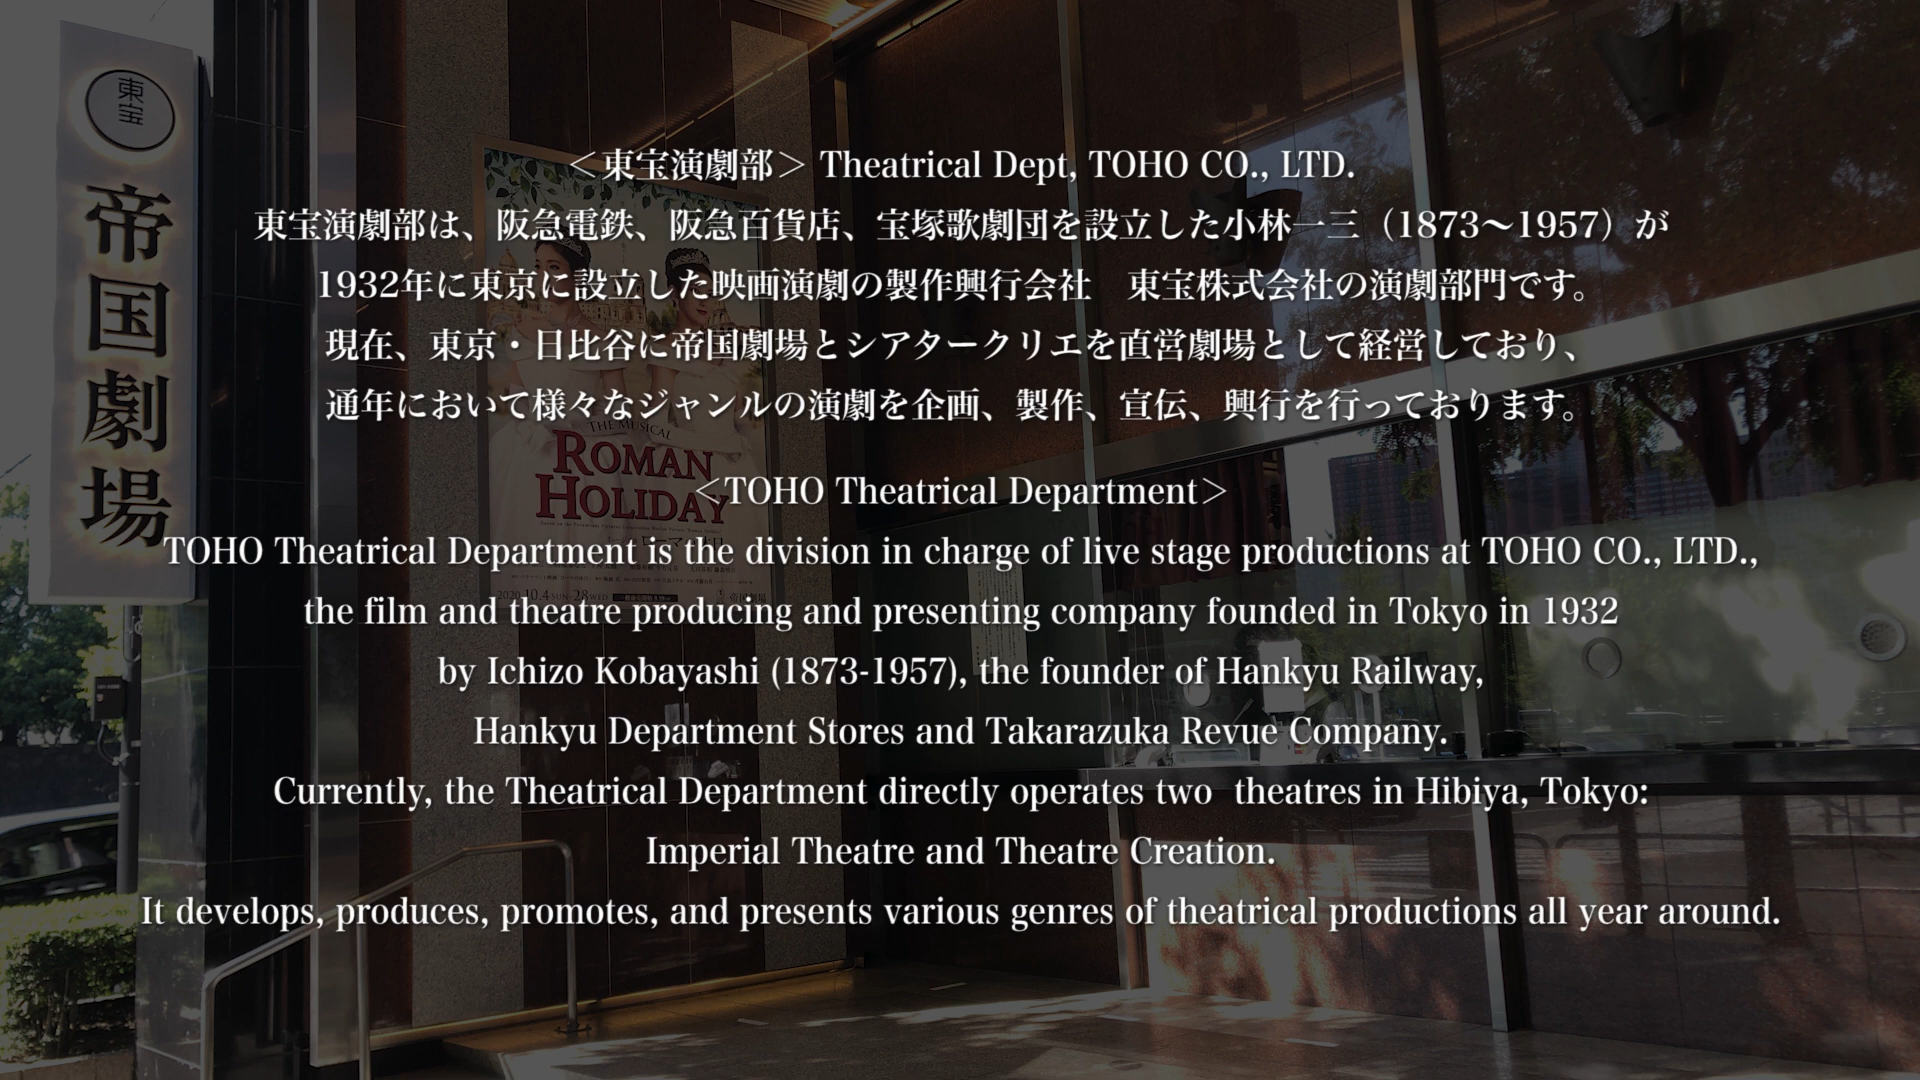 東宝
帝国劇場
＜東宝演劇部＞ Theatrical Dept, TOHO CO., LTD.
東宝演劇部は、阪急電鉄、阪急百貨店、宝塚歌劇団を設立した小林一三（1873～1957）が
1932年に東京に設立した映画演劇の製作興行会社　東宝株式会社の演劇部門です。
現在、東京・日比谷に帝国劇場とシアタークリエを直営劇場として経営しており、
通年において様々なジャンルの演劇を企画、製作、宣伝、興行を行っております。
THE MUSICAL
ROMAN
HOLIDAY
2020 10.4 SUN-28 WED
帝国劇場
＜TOHO Theatrical Department＞
TOHO Theatrical Department is the division in charge of live stage productions at TOHO CO., LTD.,
the film and theatre producing and presenting company founded in Tokyo in 1932
by Ichizo Kobayashi (1873-1957), the founder of Hankyu Railway,
Hankyu Department Stores and Takarazuka Revue Company.
Currently, the Theatrical Department directly operates two  theatres in Hibiya, Tokyo:
Imperial Theatre and Theatre Creation.
It develops, produces, promotes, and presents various genres of theatrical productions all year around.